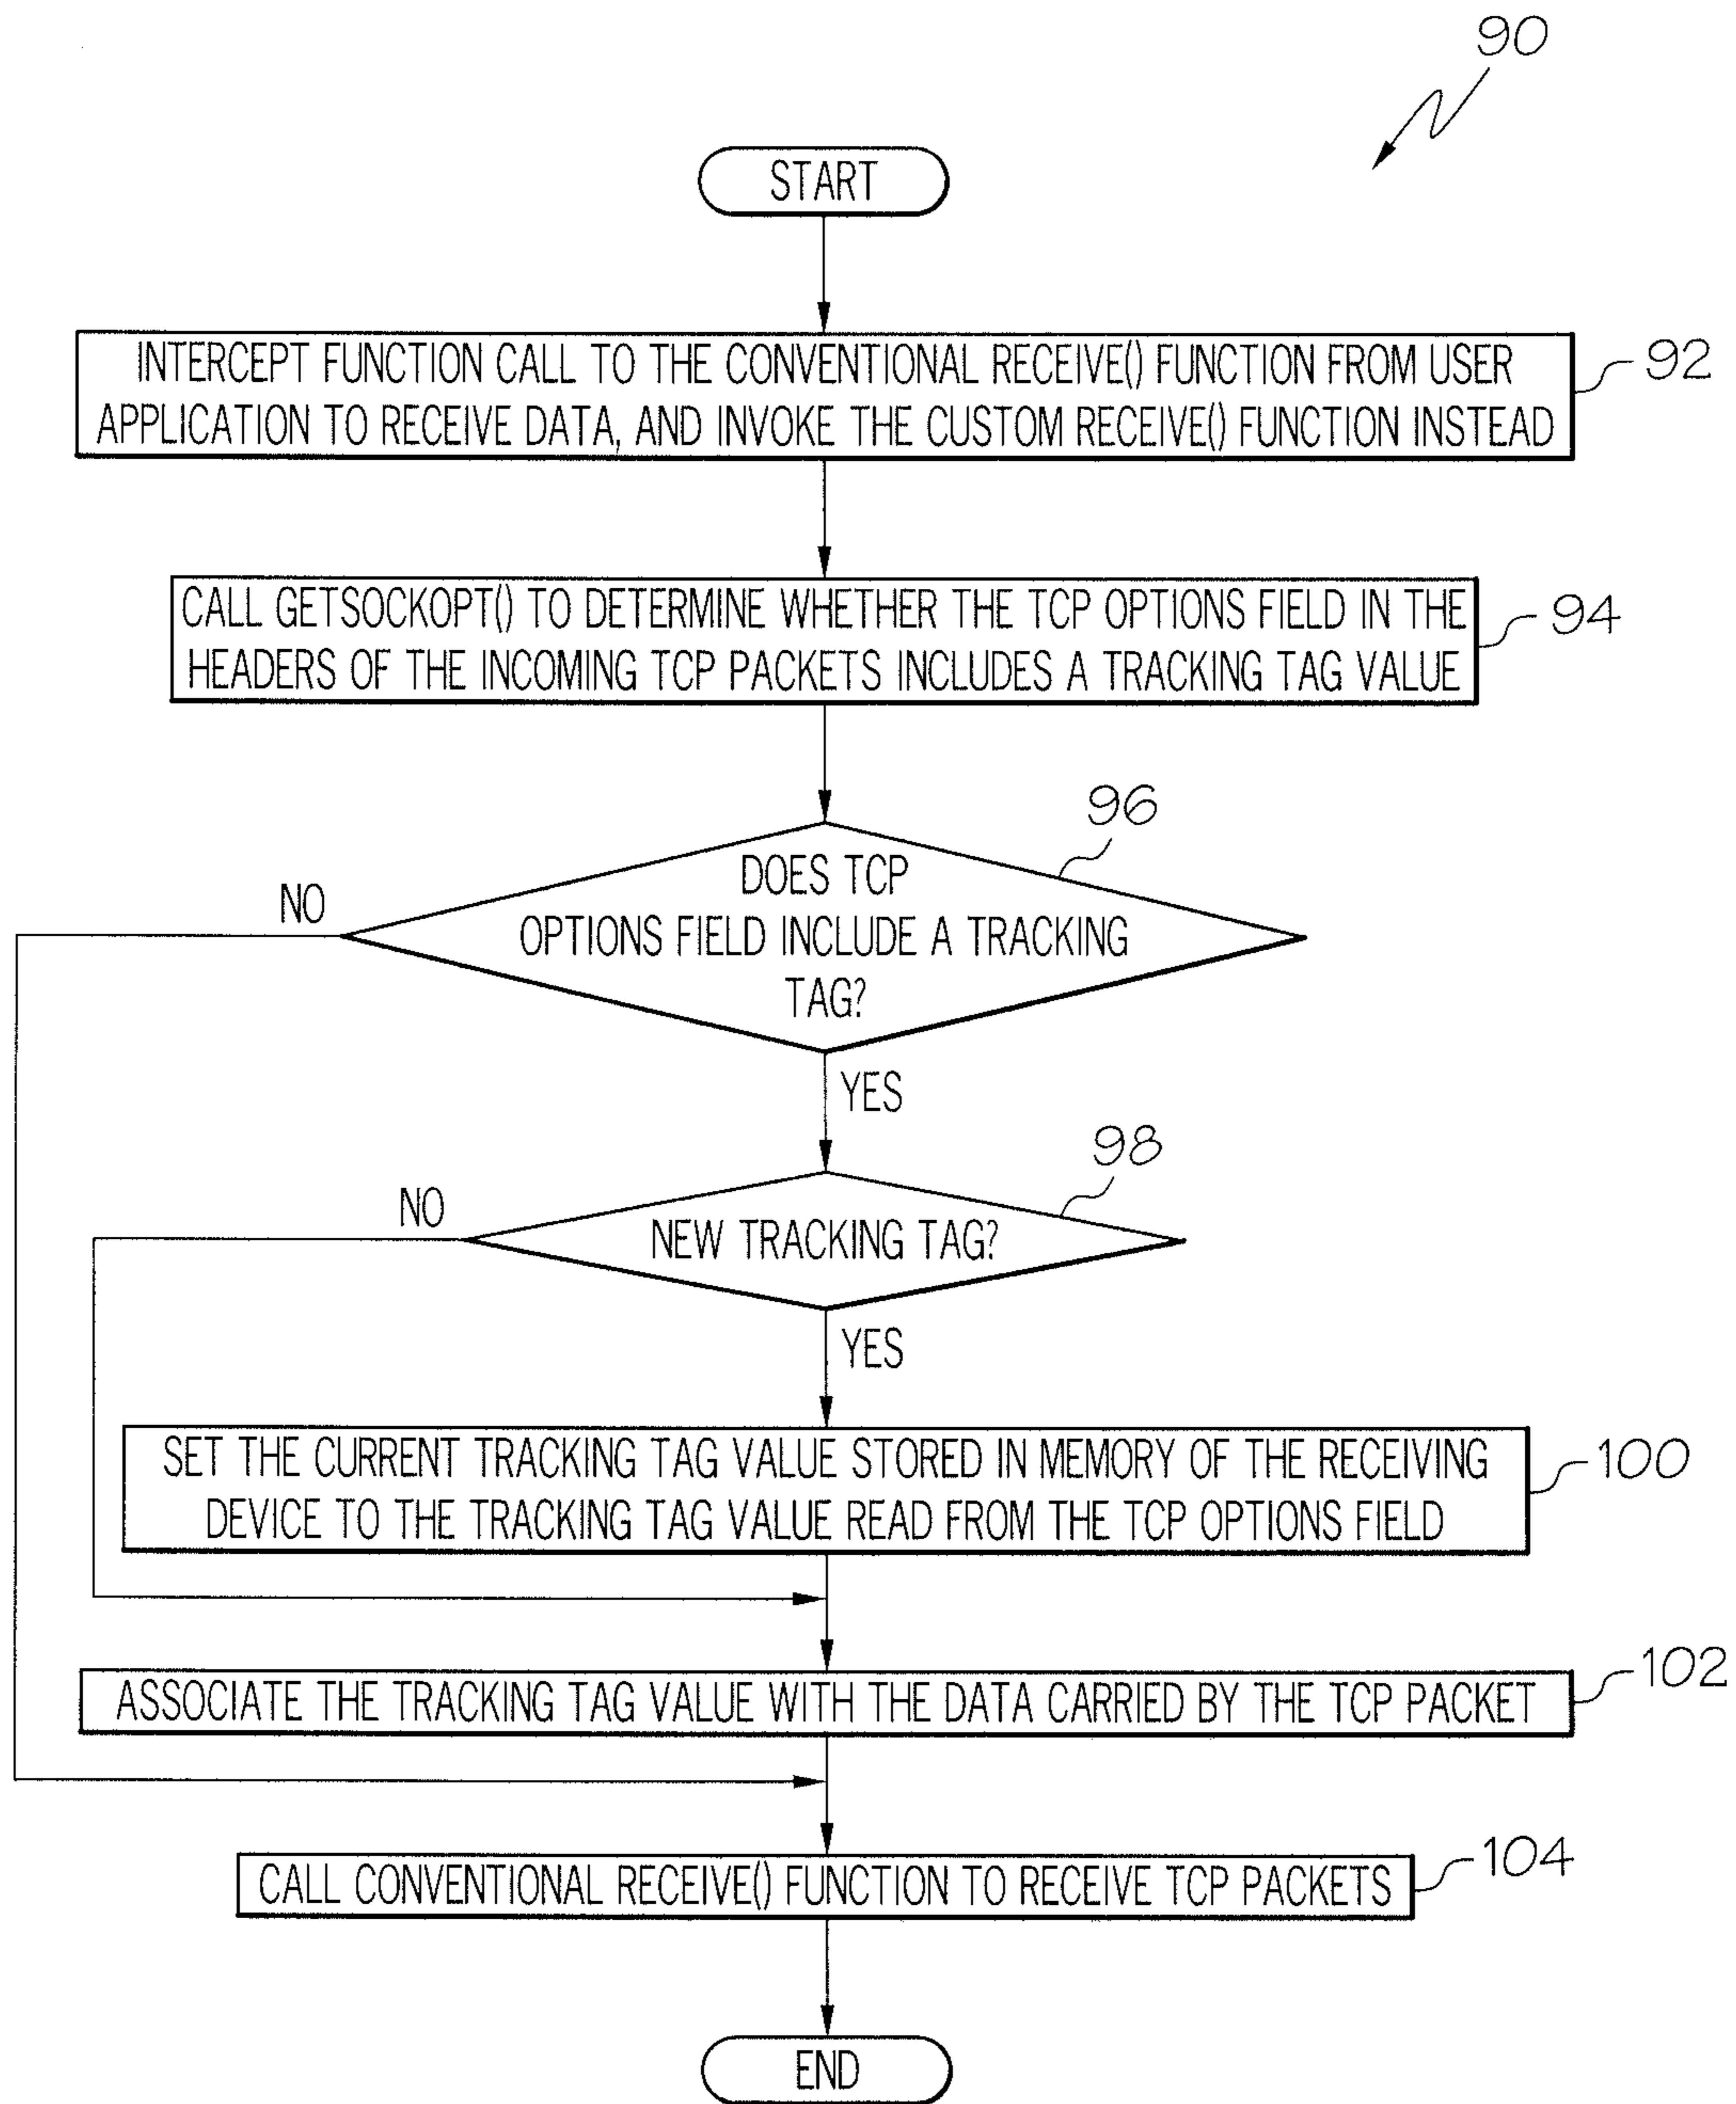 90
START
INTERCEPT FUNCTION CALL TO THE CONVENTIONAL RECEIVE() FUNCTION FROM USER
APPLICATION TO RECEIVE DATA, AND INVOKE THE CUSTOM RECEIVE() FUNCTION INSTEAD
92
CALL GETSOCKOPT() TO DETERMINE WHETHER THE TCP OPTIONS FIELD IN THE
HEADERS OF THE INCOMING TCP PACKETS INCLUDES A TRACKING TAG VALUE
94
96
DOES TCP
OPTIONS FIELD INCLUDE A TRACKING
TAG?
NO
YES
98
NEW TRACKING TAG?
NO
YES
SET THE CURRENT TRACKING TAG VALUE STORED IN MEMORY OF THE RECEIVING
DEVICE TO THE TRACKING TAG VALUE READ FROM THE TCP OPTIONS FIELD
100
ASSOCIATE THE TRACKING TAG VALUE WITH THE DATA CARRIED BY THE TCP PACKET
102
CALL CONVENTIONAL RECEIVE() FUNCTION TO RECEIVE TCP PACKETS
104
END